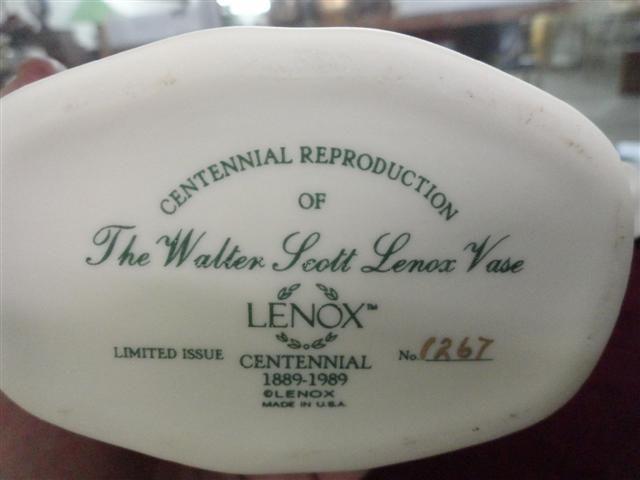 CENTENNIAL REPRODUCTION
OF
The Walter Scott Lenox Vase
LENOX™
LIMITED ISSUE
CENTENNIAL
No. 1267
1889-1989
©LENOX
MADE IN U.S.A.